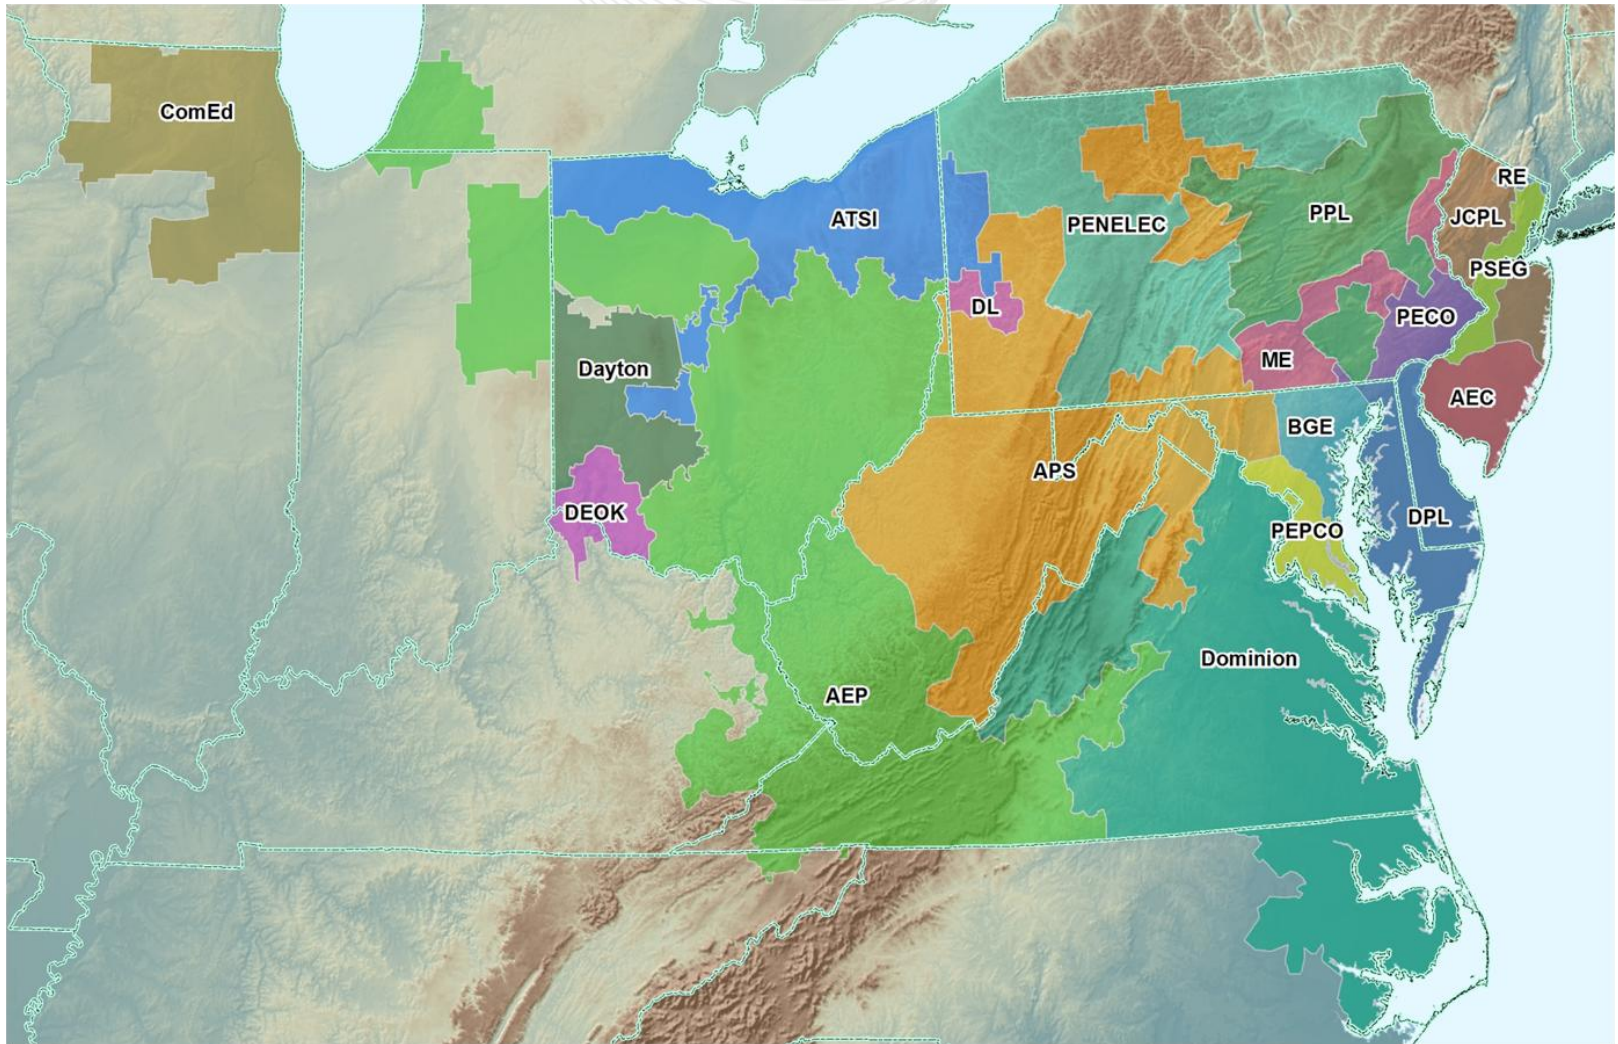 ComEd
RE
ATSI
PENELEC
PPL
JCPL
PSEG
DL
PECO
Dayton
ME
AEC
BGE
APS
DEOK
DPL
PEPCO
Dominion
AEP